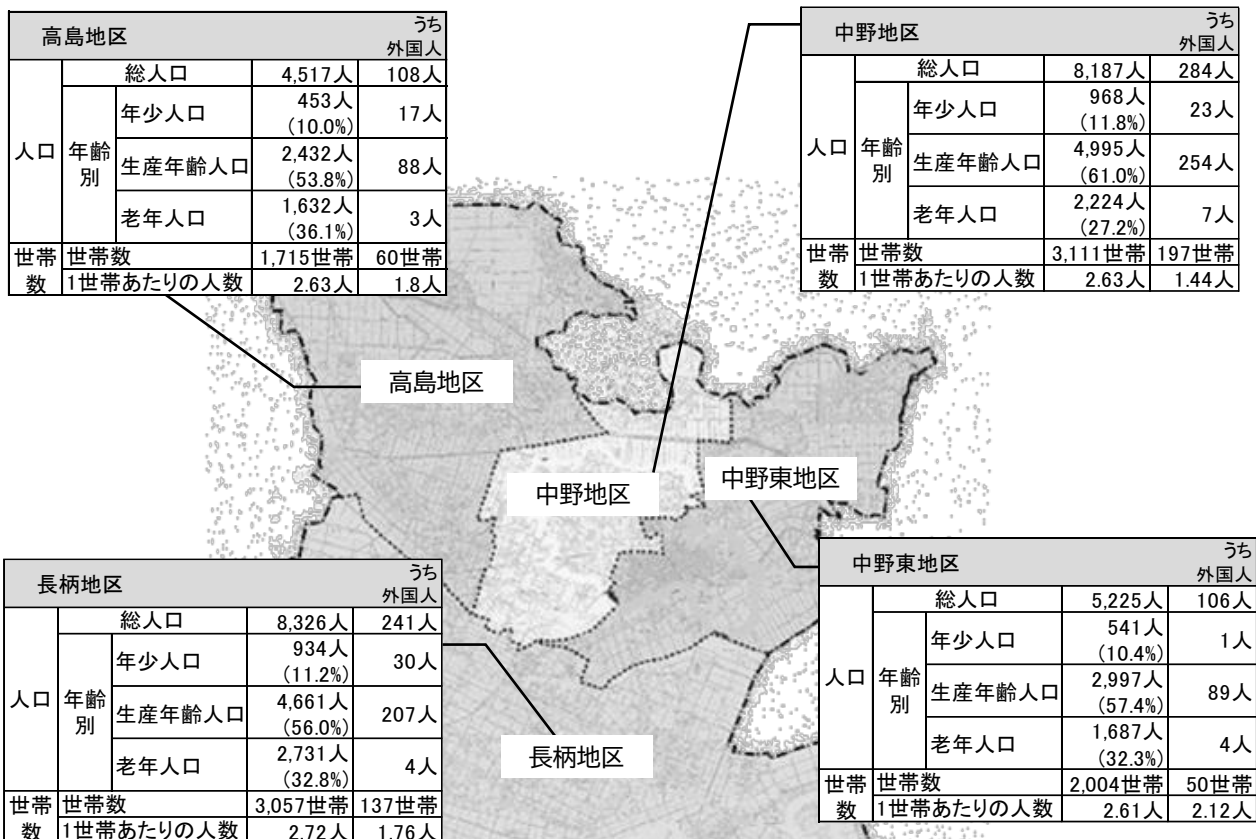 高島地区 うち外国人
人口 総人口 4,517人 108人
年齢別 年少人口 453人 (10.0%) 17人
生産年齢人口 2,432人 (53.8%) 88人
老年人口 1,632人 (36.1%) 3人
世帯数 世帯数 1,715世帯 60世帯
1世帯あたりの人数 2.63人 1.8人
中野地区 うち外国人
人口 総人口 8,187人 284人
年齢別 年少人口 968人 (11.8%) 23人
生産年齢人口 4,995人 (61.0%) 254人
老年人口 2,224人 (27.2%) 7人
世帯数 世帯数 3,111世帯 197世帯
1世帯あたりの人数 2.63人 1.44人
高島地区
中野地区
中野東地区
長柄地区
長柄地区 うち外国人
人口 総人口 8,326人 241人
年齢別 年少人口 934人 (11.2%) 30人
生産年齢人口 4,661人 (56.0%) 207人
老年人口 2,731人 (32.8%) 4人
世帯数 世帯数 3,057世帯 137世帯
1世帯あたりの人数 2.72人 1.76人
中野東地区 うち外国人
人口 総人口 5,225人 106人
年齢別 年少人口 541人 (10.4%) 1人
生産年齢人口 2,997人 (57.4%) 89人
老年人口 1,687人 (32.3%) 4人
世帯数 世帯数 2,004世帯 50世帯
1世帯あたりの人数 2.61人 2.12人